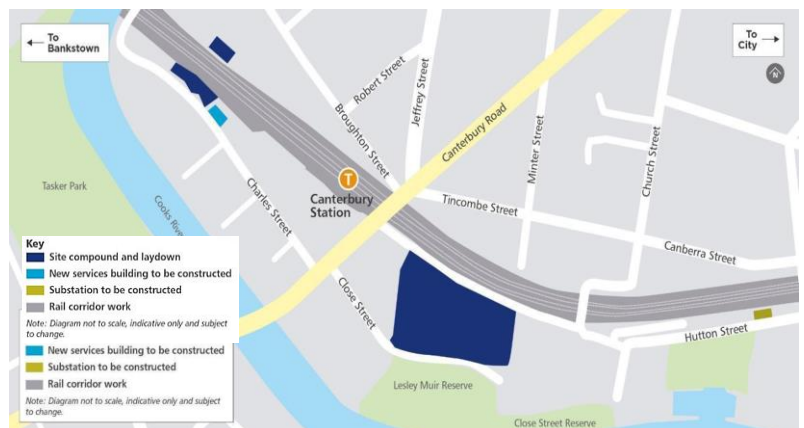 To
Bankstown
To
City
N
Robert Street
Jeffrey Street
Broughton Street
Canterbury Road
Minter Street
Church Street
T
Canterbury
Station
Tincombe Street
Canberra Street
Tasker Park
Cooks River
Charles Street
Close Street
Hutton Street
Lesley Muir Reserve
Close Street Reserve
Key
Site compound and laydown
New services building to be constructed
Substation to be constructed
Rail corridor work
Note: Diagram not to scale, indicative only and subject
to change.
New services building to be constructed
Substation to be constructed
Rail corridor work
Note: Diagram not to scale, indicative only and subject
to change.